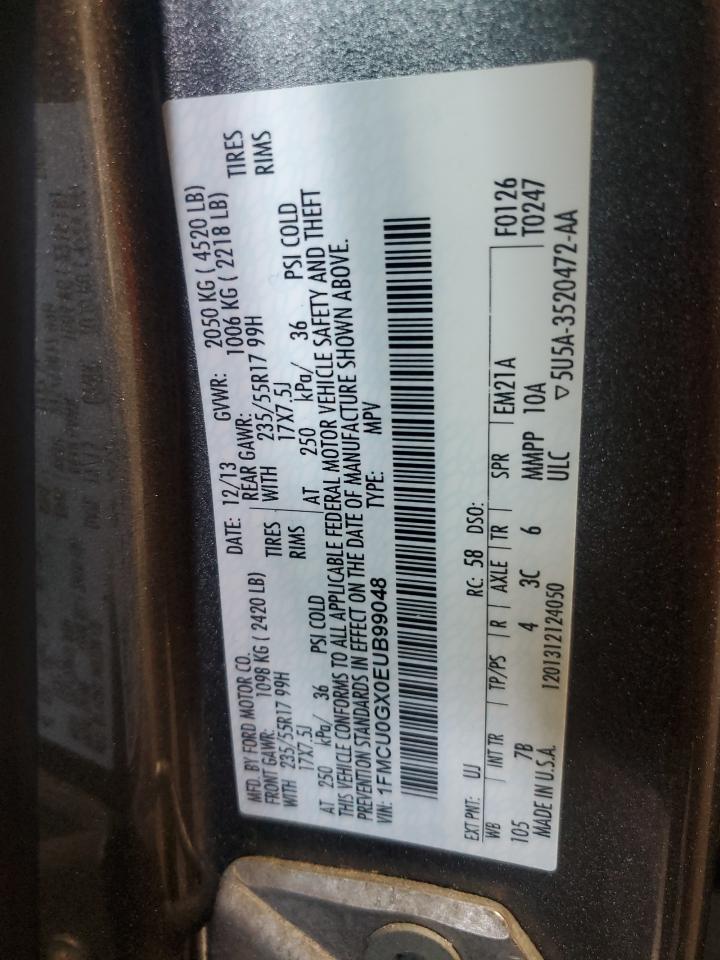 MFD. BY FORD MOTOR CO. DATE: 12/13 GVWR: 2050 KG ( 4520 LB)
FRONT GAWR: 1098 KG ( 2420 LB) REAR GAWR: 1006 KG ( 2218 LB)
WITH 235/55R17 99H TIRES WITH 235/55R17 99H TIRES
17X7.5J RIMS 17X7.5J RIMS
AT 250 kPa/ 36 PSI COLD AT 250 kPa/ 36 PSI COLD
THIS VEHICLE CONFORMS TO ALL APPLICABLE FEDERAL MOTOR VEHICLE SAFETY AND THEFT
PREVENTION STANDARDS IN EFFECT ON THE DATE OF MANUFACTURE SHOWN ABOVE.
VIN: 1FMCU0GX0EUB99048 TYPE: MPV
EXT PNT: UJ RC: 58 DSO:
WB INT TR TP/PS R AXLE TR SPR EM21A F0126
105 7B 4 3C 6 MMPP 10A T0247
MADE IN U.S.A. 1201312124050 ULC ▽5U5A-3520472-AA